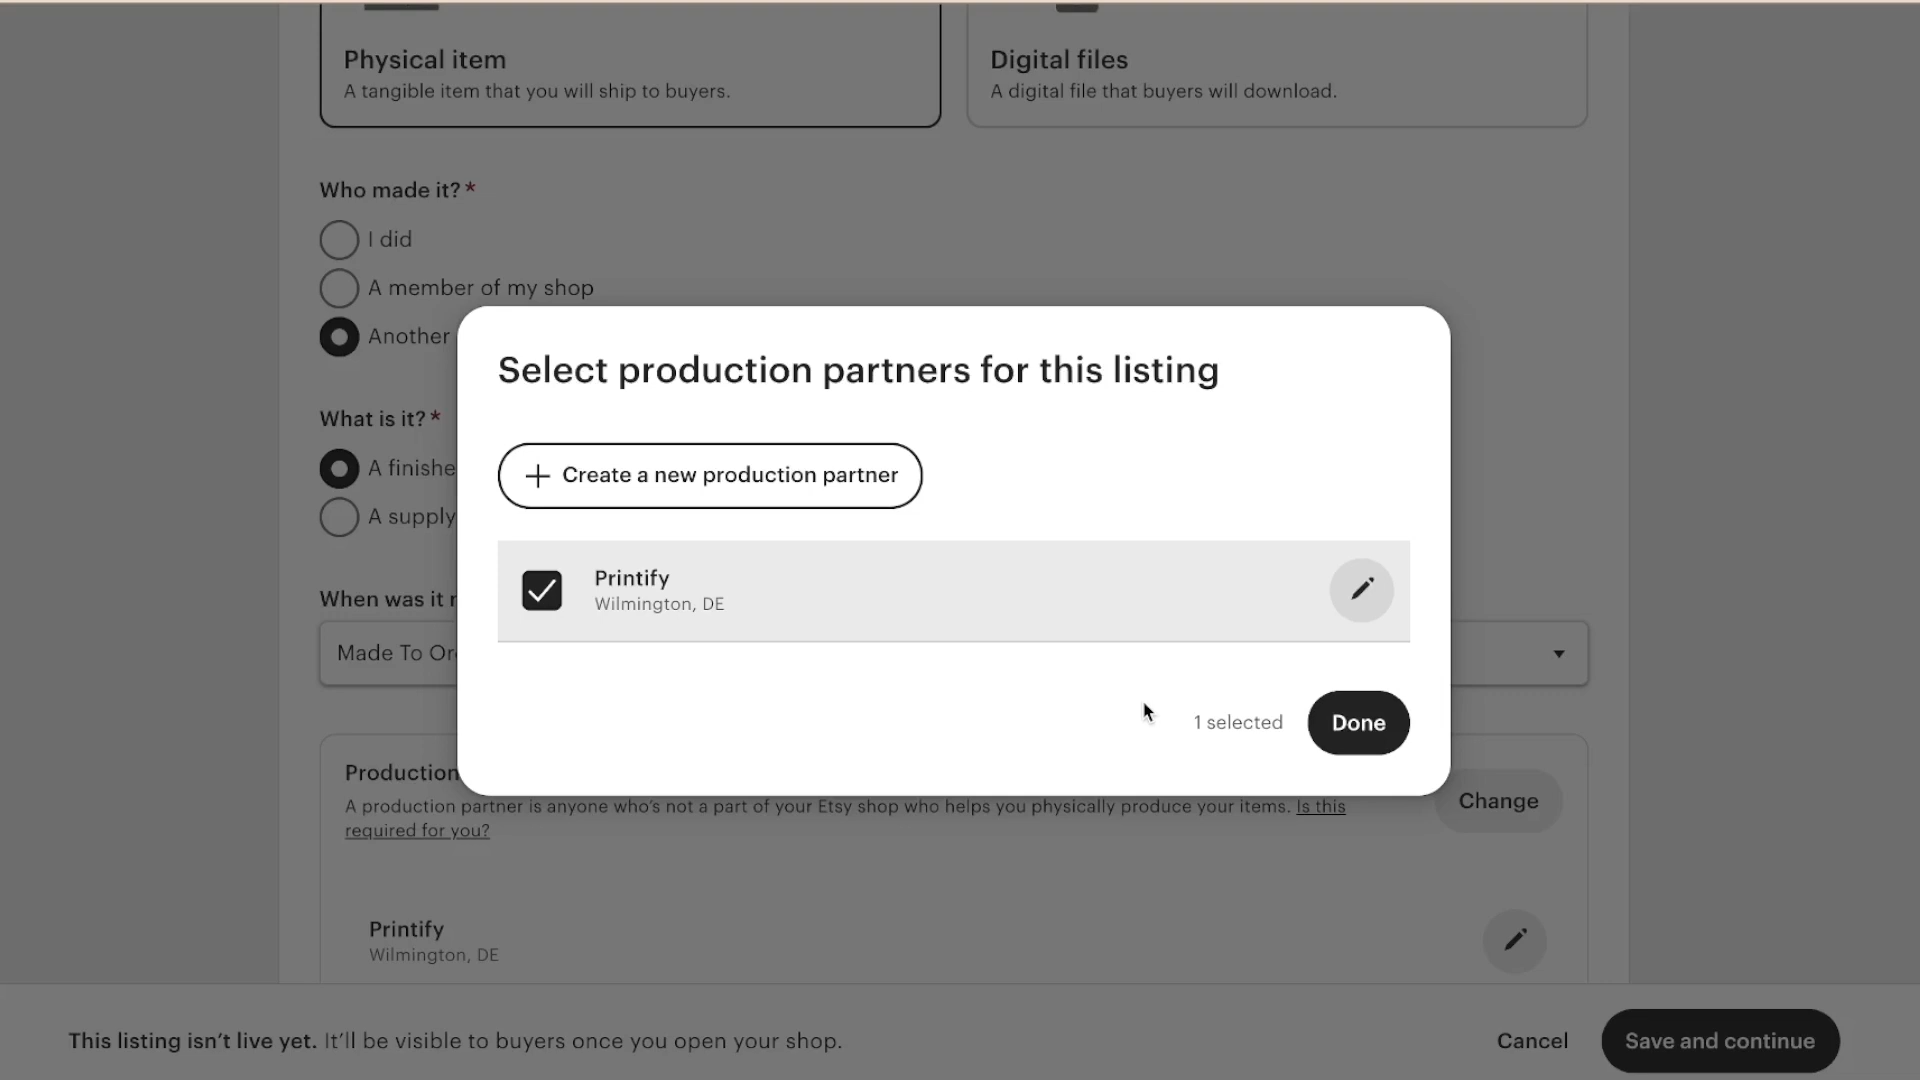 Physical item
A tangible item that you will ship to buyers.
Digital files
A digital file that buyers will download.
Who made it? *
I did
A member of my shop
Another
What is it? *
A finishe
A supply
When was it
Made To Or
Select production partners for this listing
+ Create a new production partner
Printify
Wilmington, DE
1 selected
Done
Production
A production partner is anyone who's not a part of your Etsy shop who helps you physically produce your items. Is this
required for you?
Change
Printify
Wilmington, DE
This listing isn't live yet. It'll be visible to buyers once you open your shop.
Cancel
Save and continue